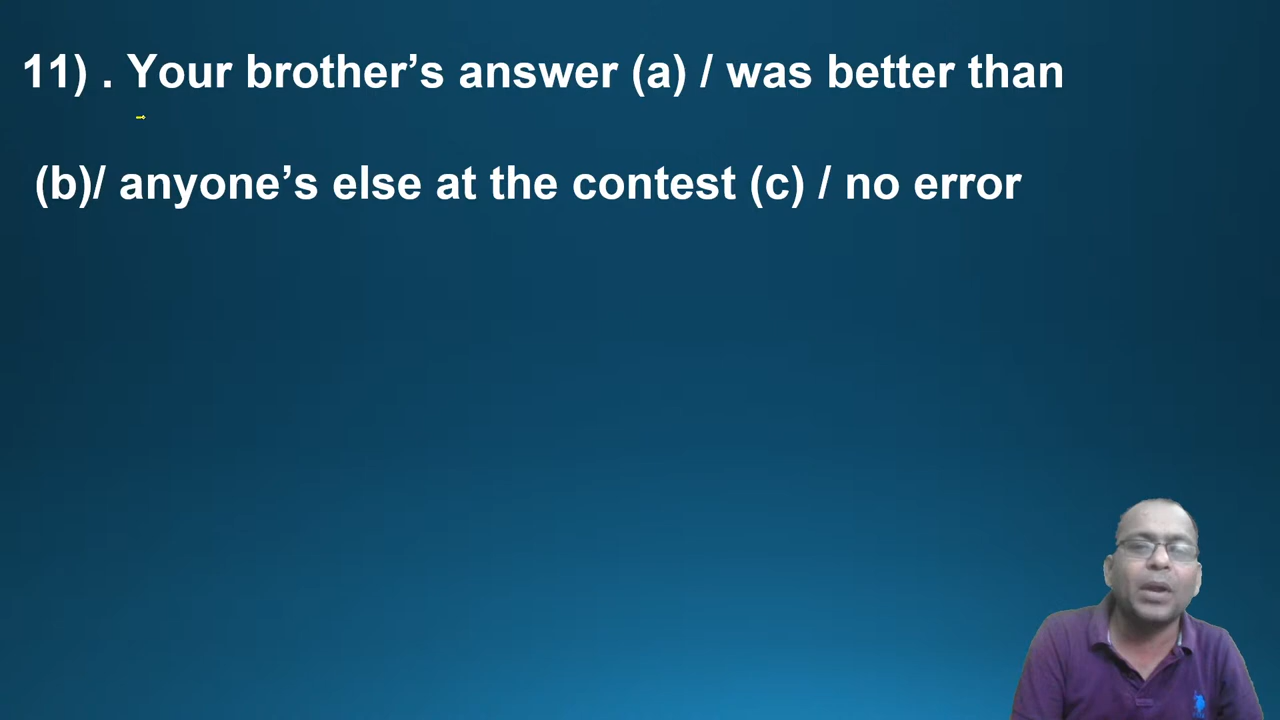 11) . Your brother’s answer (a) / was better than
(b)/ anyone’s else at the contest (c) / no error